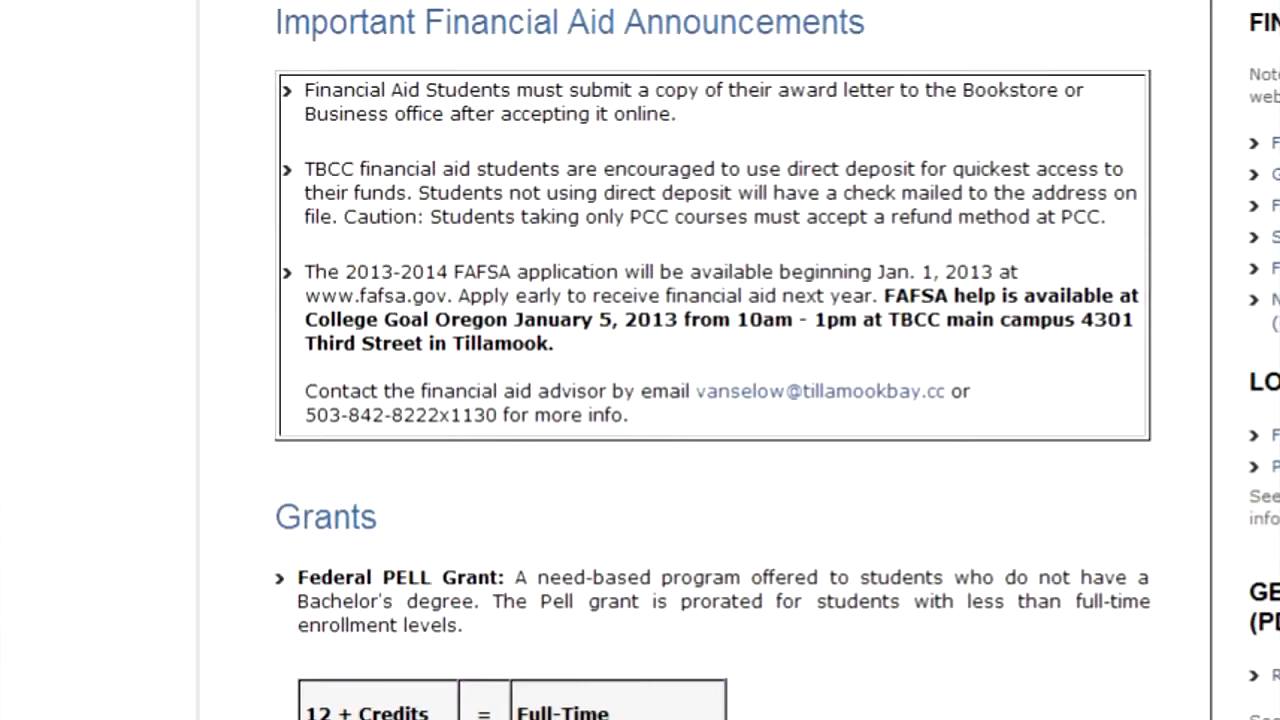 Important Financial Aid Announcements
Financial Aid Students must submit a copy of their award letter to the Bookstore or
Business office after accepting it online.
TBCC financial aid students are encouraged to use direct deposit for quickest access to
their funds. Students not using direct deposit will have a check mailed to the address on
file. Caution: Students taking only PCC courses must accept a refund method at PCC.
The 2013-2014 FAFSA application will be available beginning Jan. 1, 2013 at
www.fafsa.gov. Apply early to receive financial aid next year. FAFSA help is available at
College Goal Oregon January 5, 2013 from 10am - 1pm at TBCC main campus 4301
Third Street in Tillamook.
Contact the financial aid advisor by email vanselow@tillamookbay.cc or
503-842-8222x1130 for more info.
Grants
Federal PELL Grant: A need-based program offered to students who do not have a
Bachelor's degree. The Pell grant is prorated for students with less than full-time
enrollment levels.
12 + Credits = Full-Time